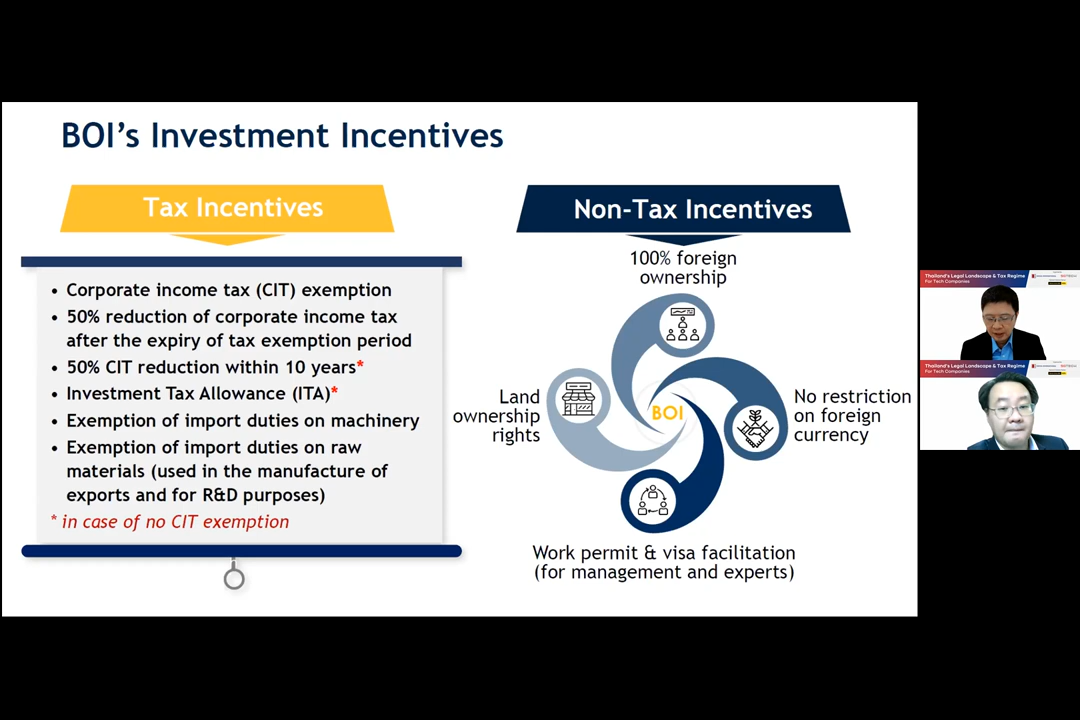 BOI's Investment Incentives
Tax Incentives
• Corporate income tax (CIT) exemption
• 50% reduction of corporate income tax
after the expiry of tax exemption period
• 50% CIT reduction within 10 years*
• Investment Tax Allowance (ITA)*
• Exemption of import duties on machinery
• Exemption of import duties on raw
materials (used in the manufacture of
exports and for R&D purposes)
* in case of no CIT exemption
Non-Tax Incentives
100% foreign
ownership
Land
ownership
rights
BOI
No restriction
on foreign
currency
Work permit & visa facilitation
(for management and experts)
Thailand's Legal Landscape & Tax Regime
For Tech Companies
Thailand's Legal Landscape & Tax Regime
For Tech Companies